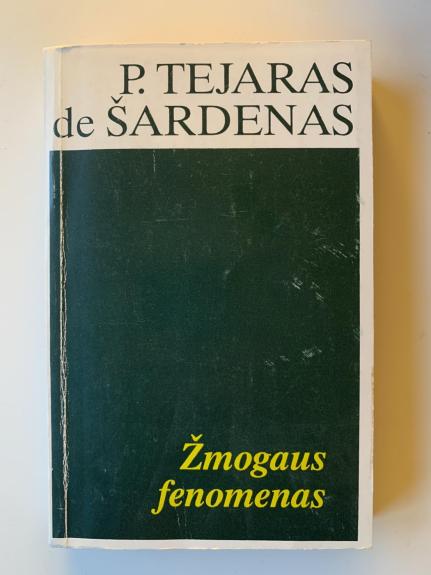 P. TEJARAS
de ŠARDENAS
Žmogaus
fenomenas